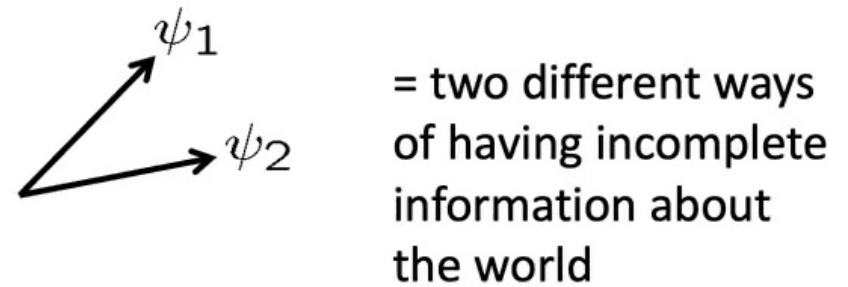 ψ1
ψ2
= two different ways
of having incomplete
information about
the world